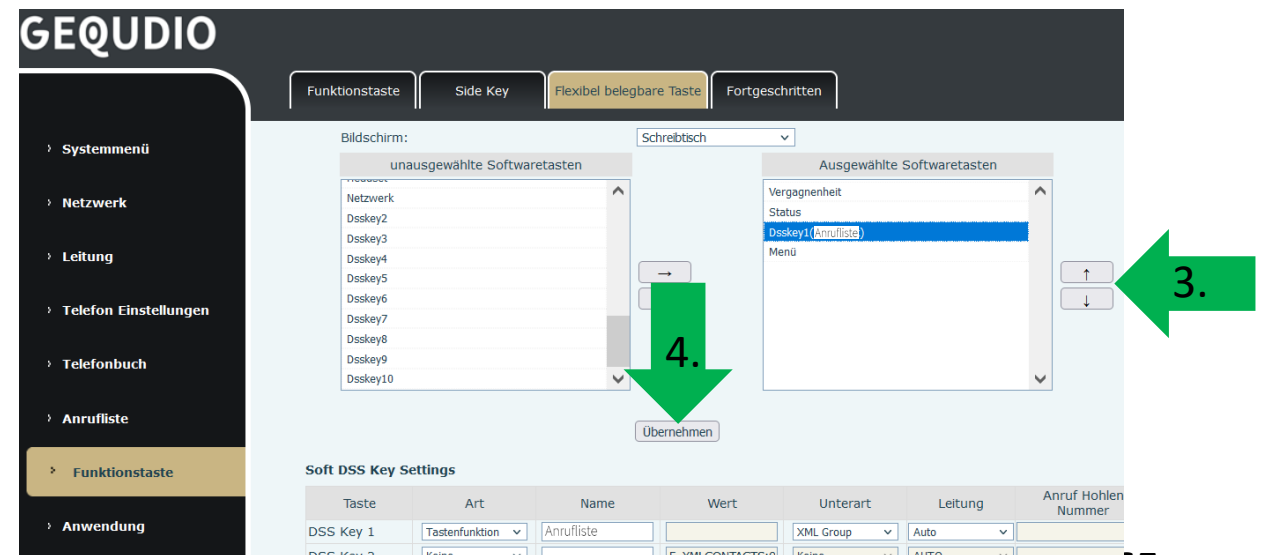 GEQUDIO
Funktionstaste Side Key Flexibel belegbare Taste Fortgeschritten
Systemmenü
Netzwerk
Leitung
Telefon Einstellungen
Telefonbuch
Anrufliste
Funktionstaste
Anwendung
Bildschirm: Schreibtisch
unausgewählte Softwaretasten
Headset
Netzwerk
Dsskey2
Dsskey3
Dsskey4
Dsskey5
Dsskey6
Dsskey7
Dsskey8
Dsskey9
Dsskey10
→
Ausgewählte Softwaretasten
Vergagnenheit
Status
Dsskey1(Anrufliste)
Menü
↑
↓
3.
4.
Übernehmen
Soft DSS Key Settings
Taste Art Name Wert Unterart Leitung Anruf Hohlen
Nummer
DSS Key 1 Tastenfunktion Anrufliste XML Group Auto